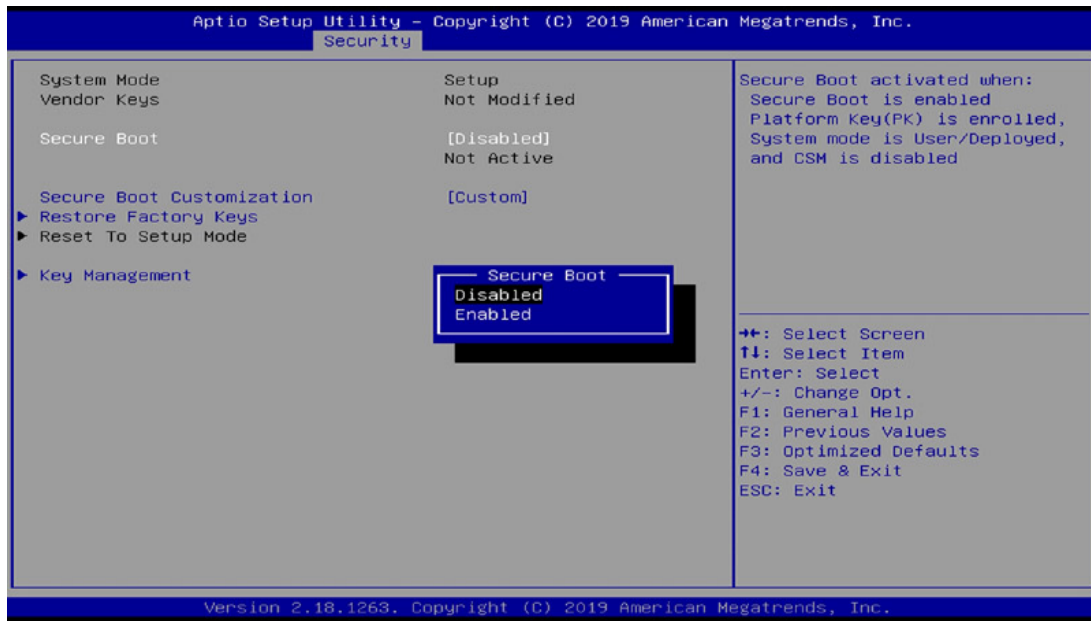 Aptio Setup Utility – Copyright (C) 2019 American Megatrends, Inc.
Security
System Mode Setup
Vendor Keys Not Modified
Secure Boot [Disabled]
Not Active
Secure Boot Customization [Custom]
▶ Restore Factory Keys
▶ Reset To Setup Mode
▶ Key Management
Secure Boot
Disabled
Enabled
Secure Boot activated when:
Secure Boot is enabled
Platform Key(PK) is enrolled,
System mode is User/Deployed,
and CSM is disabled
→←: Select Screen
↑↓: Select Item
Enter: Select
+/-: Change Opt.
F1: General Help
F2: Previous Values
F3: Optimized Defaults
F4: Save & Exit
ESC: Exit
Version 2.18.1263. Copyright (C) 2019 American Megatrends, Inc.